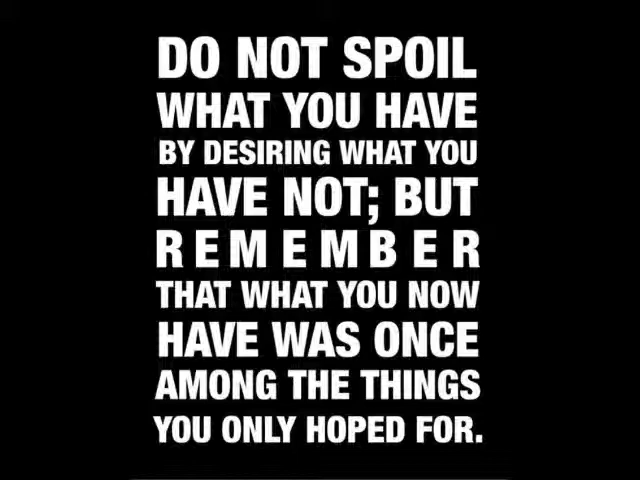 DO NOT SPOIL
WHAT YOU HAVE
BY DESIRING WHAT YOU
HAVE NOT; BUT
REMEMBER
THAT WHAT YOU NOW
HAVE WAS ONCE
AMONG THE THINGS
YOU ONLY HOPED FOR.